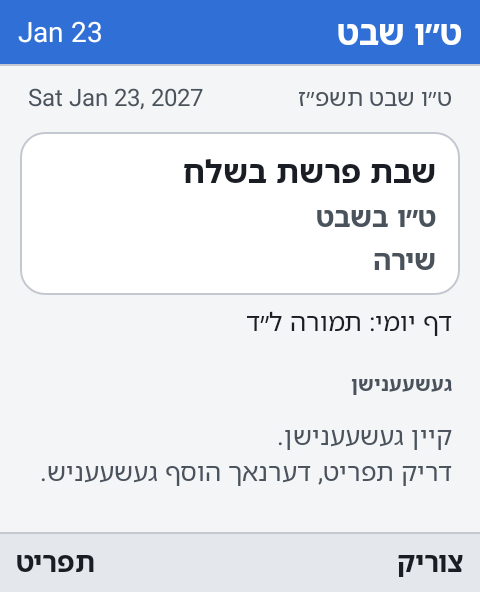 ט״ו שבט
Jan 23
ט״ו שבט תשפ״ז
Sat Jan 23, 2027
שבת פרשת בשלח
ט״ו בשבט
שירה
דף יומי: תמורה ל״ד
געשעענישן
קיין געשעענישן.
דריק תפריט, דערנאך הוסף געשעעניש.
צוריק
תפריט